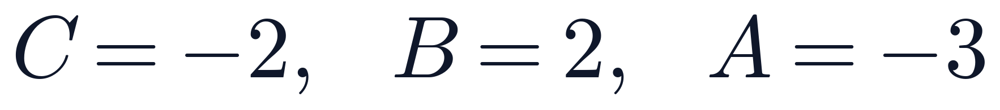 C = −2, B = 2, A = −3